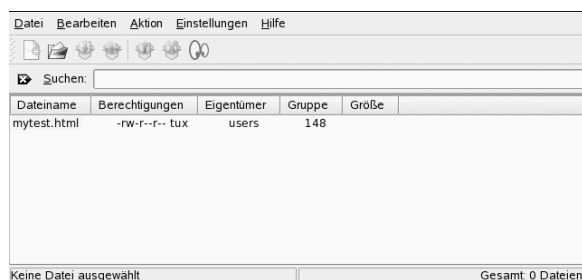 Datei Bearbeiten Aktion Einstellungen Hilfe
Suchen:
Dateiname Berechtigungen Eigentümer Gruppe Größe
mytest.html -rw-r--r-- tux users 148
Keine Datei ausgewählt Gesamt: 0 Dateien